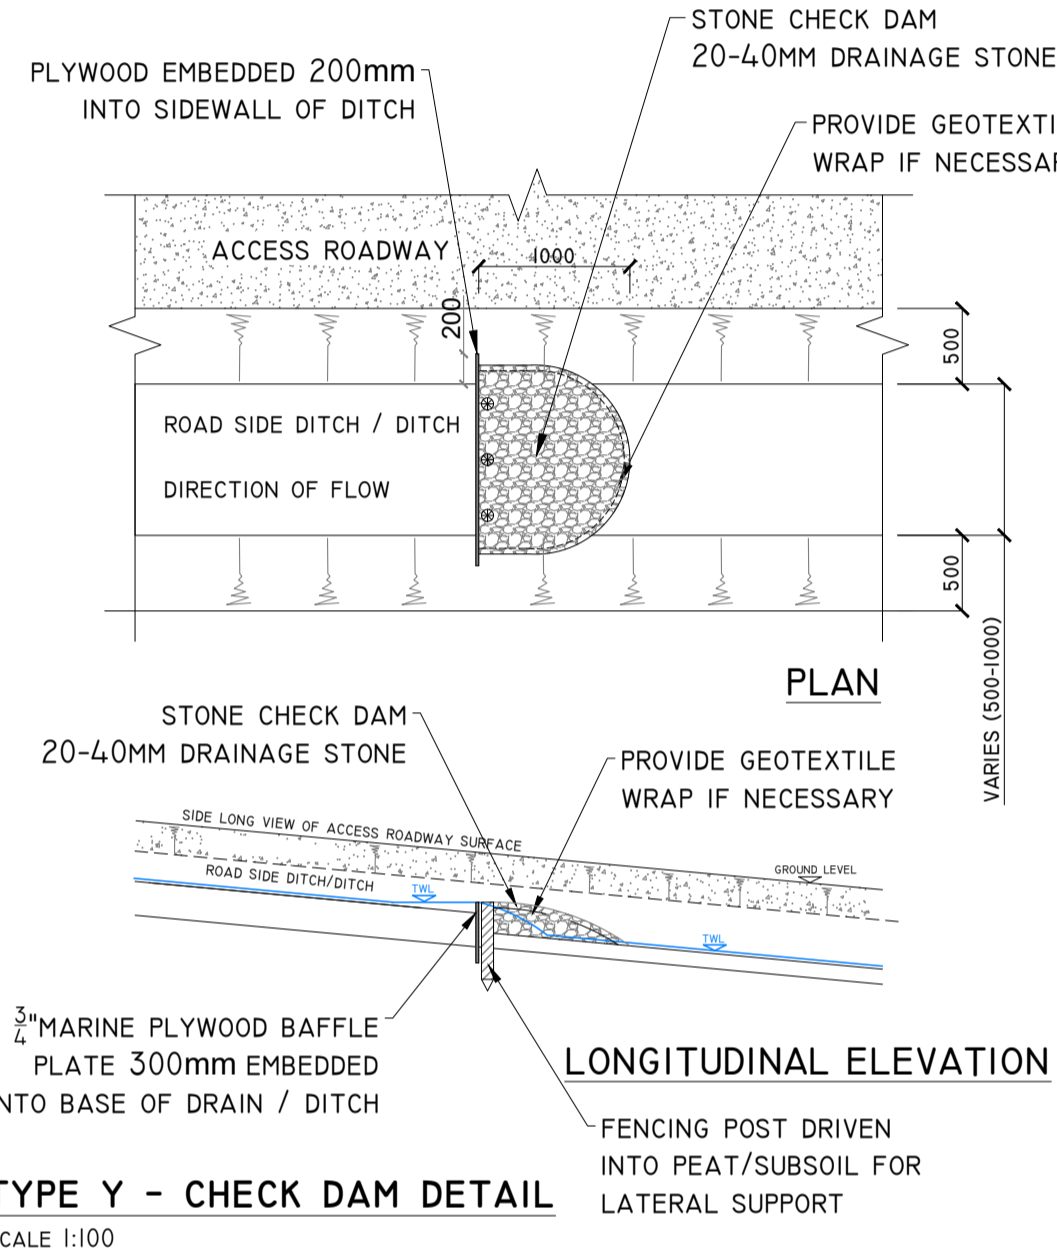 STONE CHECK DAM
20-40MM DRAINAGE STONE
PLYWOOD EMBEDDED 200mm
INTO SIDEWALL OF DITCH
PROVIDE GEOTEXTI
WRAP IF NECESSAR
ACCESS ROADWAY
1000
200
500
ROAD SIDE DITCH / DITCH
DIRECTION OF FLOW
500
VARIES (500-1000)
PLAN
STONE CHECK DAM
20-40MM DRAINAGE STONE
PROVIDE GEOTEXTILE
WRAP IF NECESSARY
SIDE LONG VIEW OF ACCESS ROADWAY SURFACE
GROUND LEVEL
ROAD SIDE DITCH/DITCH
TWL
TWL
3/4"MARINE PLYWOOD BAFFLE
PLATE 300mm EMBEDDED
NTO BASE OF DRAIN / DITCH
LONGITUDINAL ELEVATION
FENCING POST DRIVEN
INTO PEAT/SUBSOIL FOR
LATERAL SUPPORT
TYPE Y - CHECK DAM DETAIL
CALE 1:100